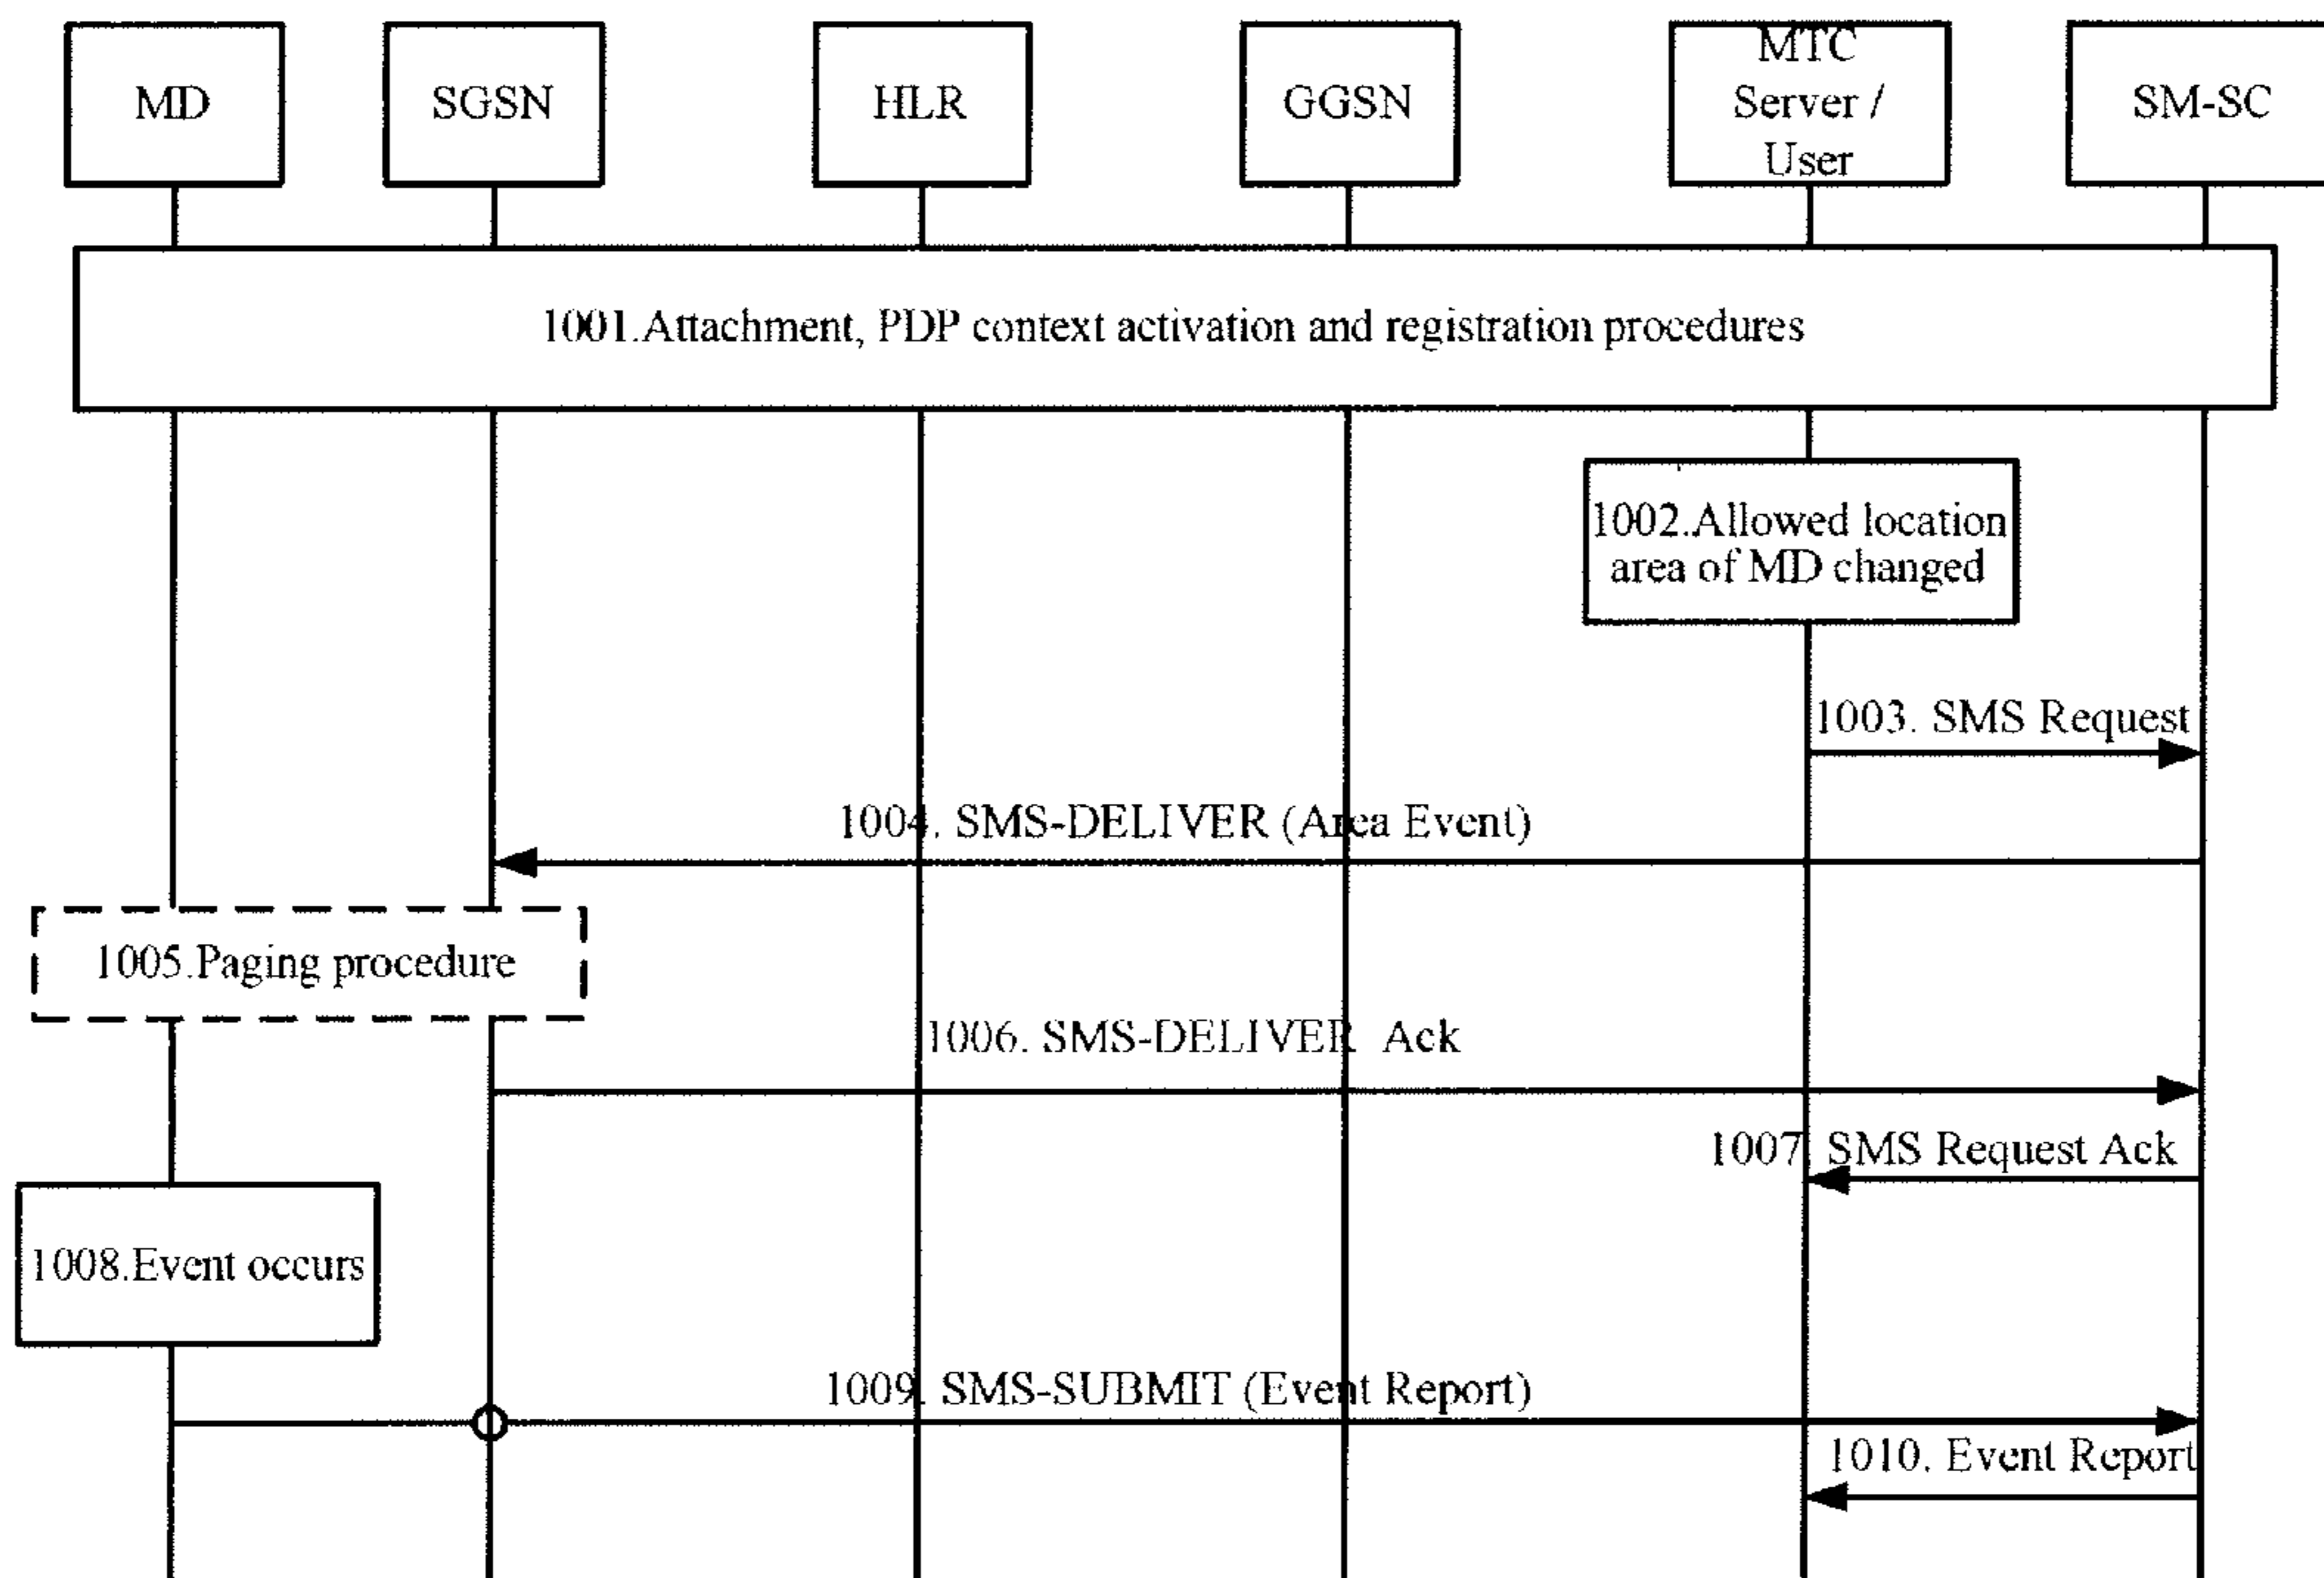 MD
SGSN
HLR
GGSN
MTC
Server /
User
SM-SC
1001.Attachment, PDP context activation and registration procedures
1002.Allowed location
area of MD changed
1003. SMS Request
1004. SMS-DELIVER (Area Event)
1005.Paging procedure
1006. SMS-DELIVER Ack
1007. SMS Request Ack
1008.Event occurs
1009. SMS-SUBMIT (Event Report)
1010. Event Report